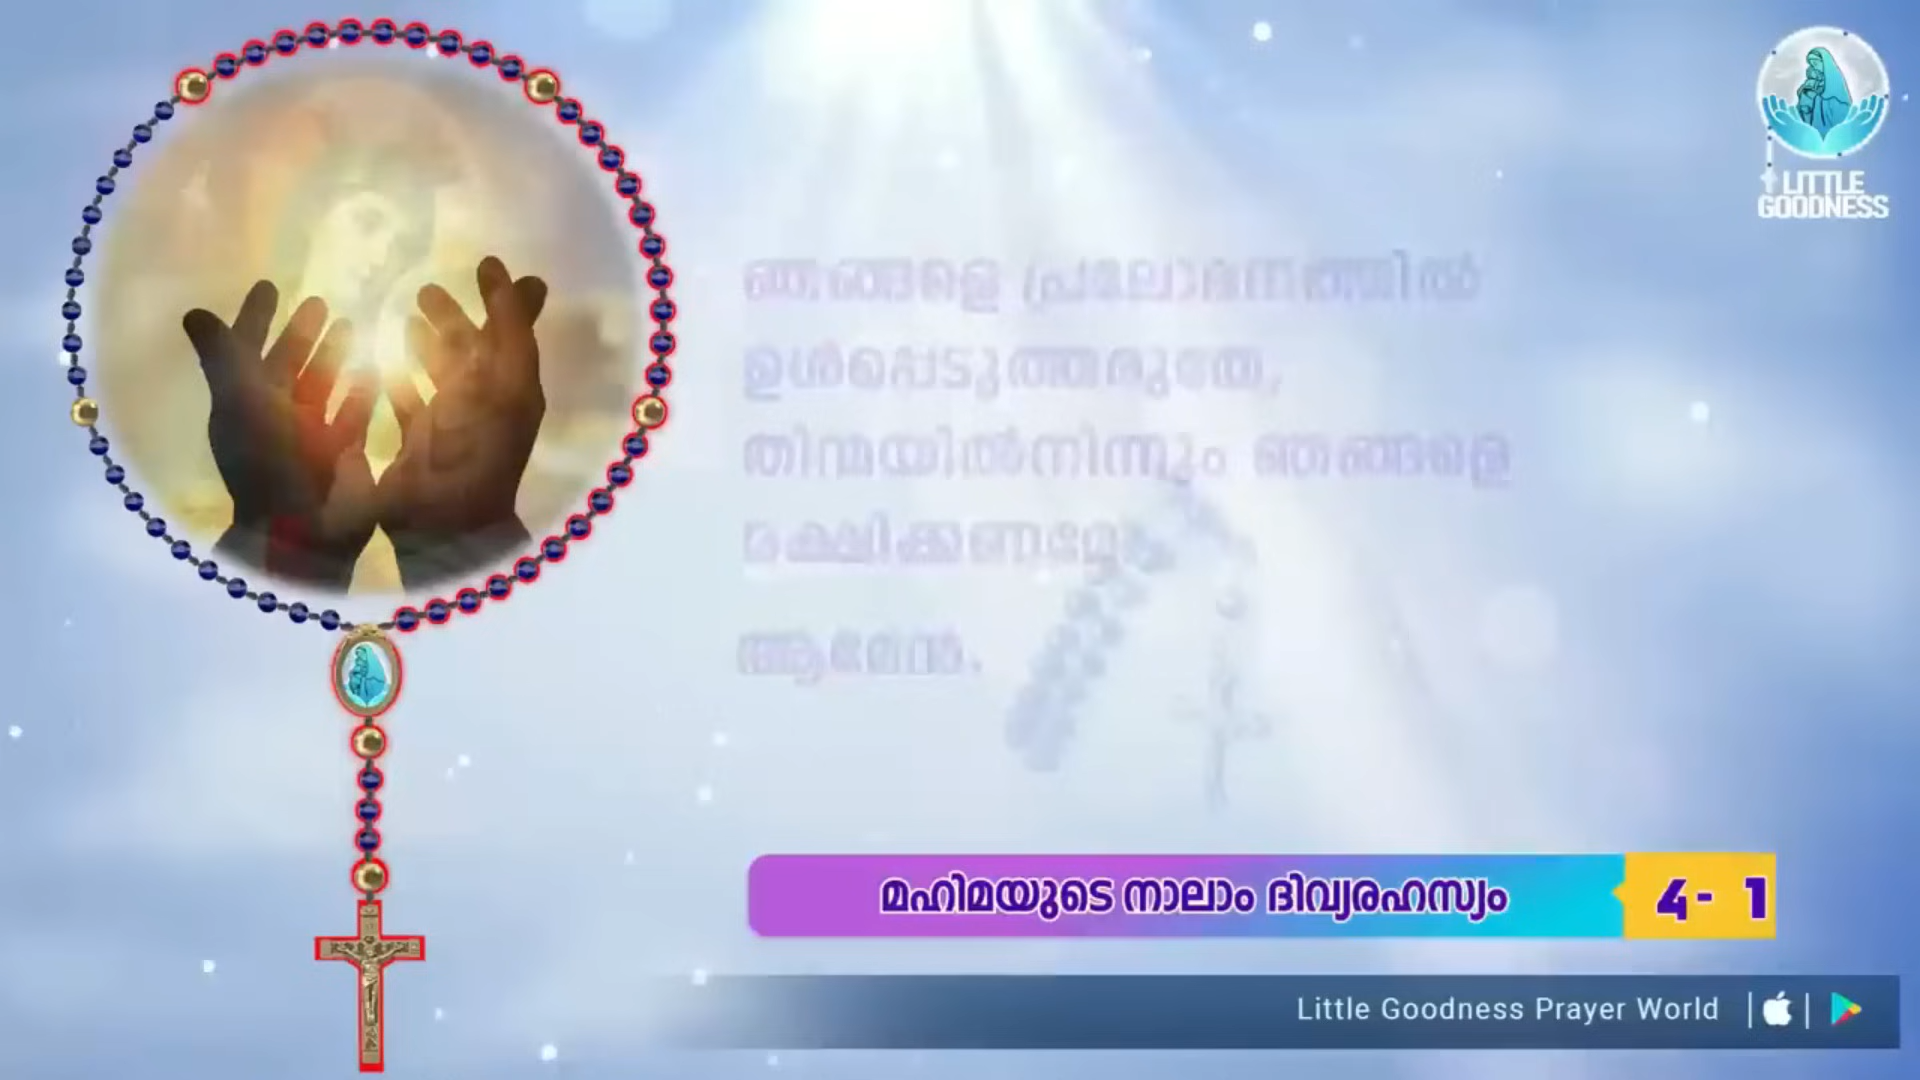 LITTLE
GOODNESS
ഞങ്ങളെ പ്രലോഭനത്തിൽ
ഉൾപ്പെടുത്തരുതേ,
തിന്മയിൽനിന്നും ഞങ്ങളെ
രക്ഷിക്കണമേ
ആമേൻ.
മഹിമയുടെ നാലാം ദിവ്യരഹസ്യം 4- 1
Little Goodness Prayer World